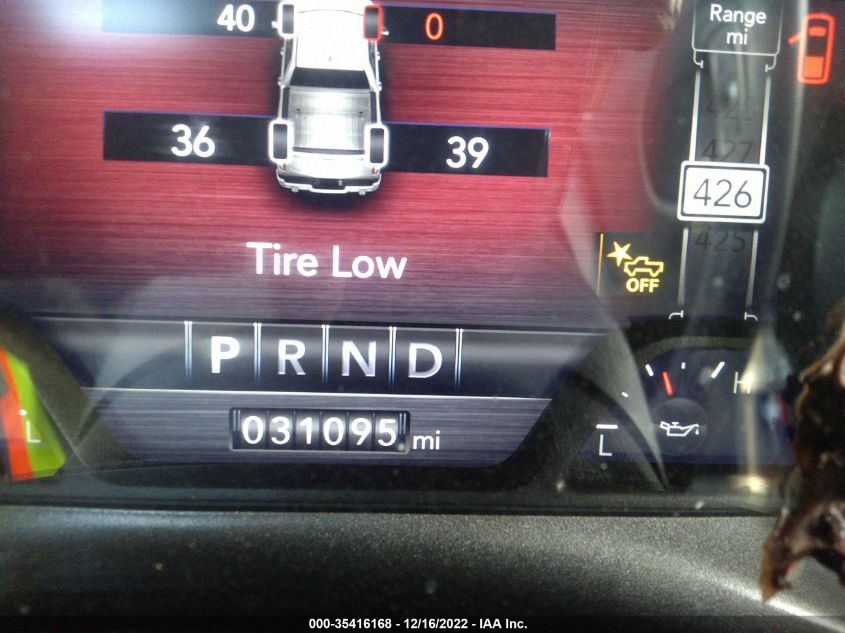 40 0
Range
mi
36 39
427
426
425
Tire Low
OFF
P R N D
031095 mi
L
L H
000-35416168 - 12/16/2022 - IAA Inc.